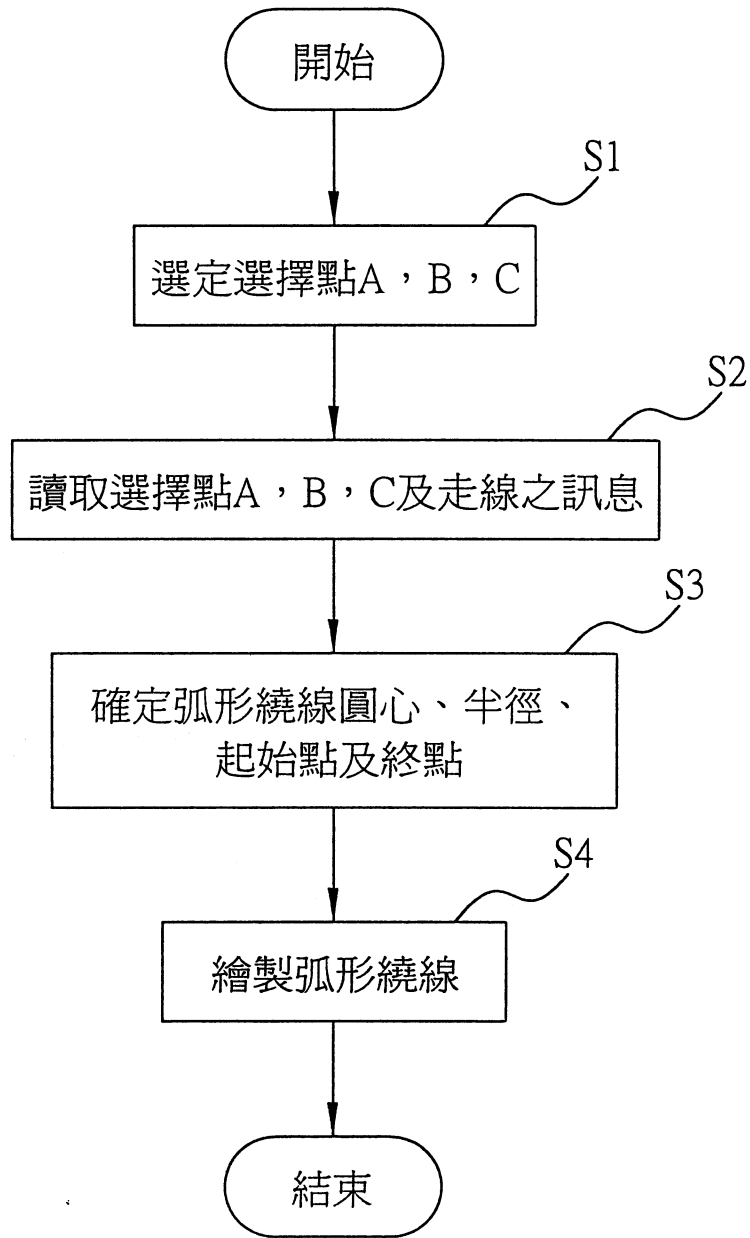 開始
S1
選定選擇點A，B，C
S2
讀取選擇點A，B，C及走線之訊息
S3
確定弧形繞線圓心、半徑、
起始點及終點
S4
繪製弧形繞線
結束